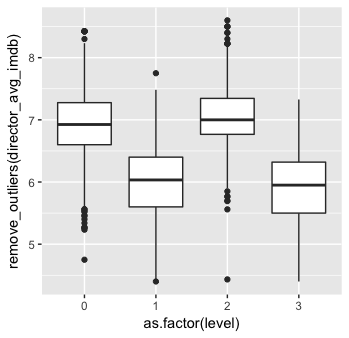 remove_outliers(director_avg_imdb)
8
7
6
5
0 1 2 3
as.factor(level)